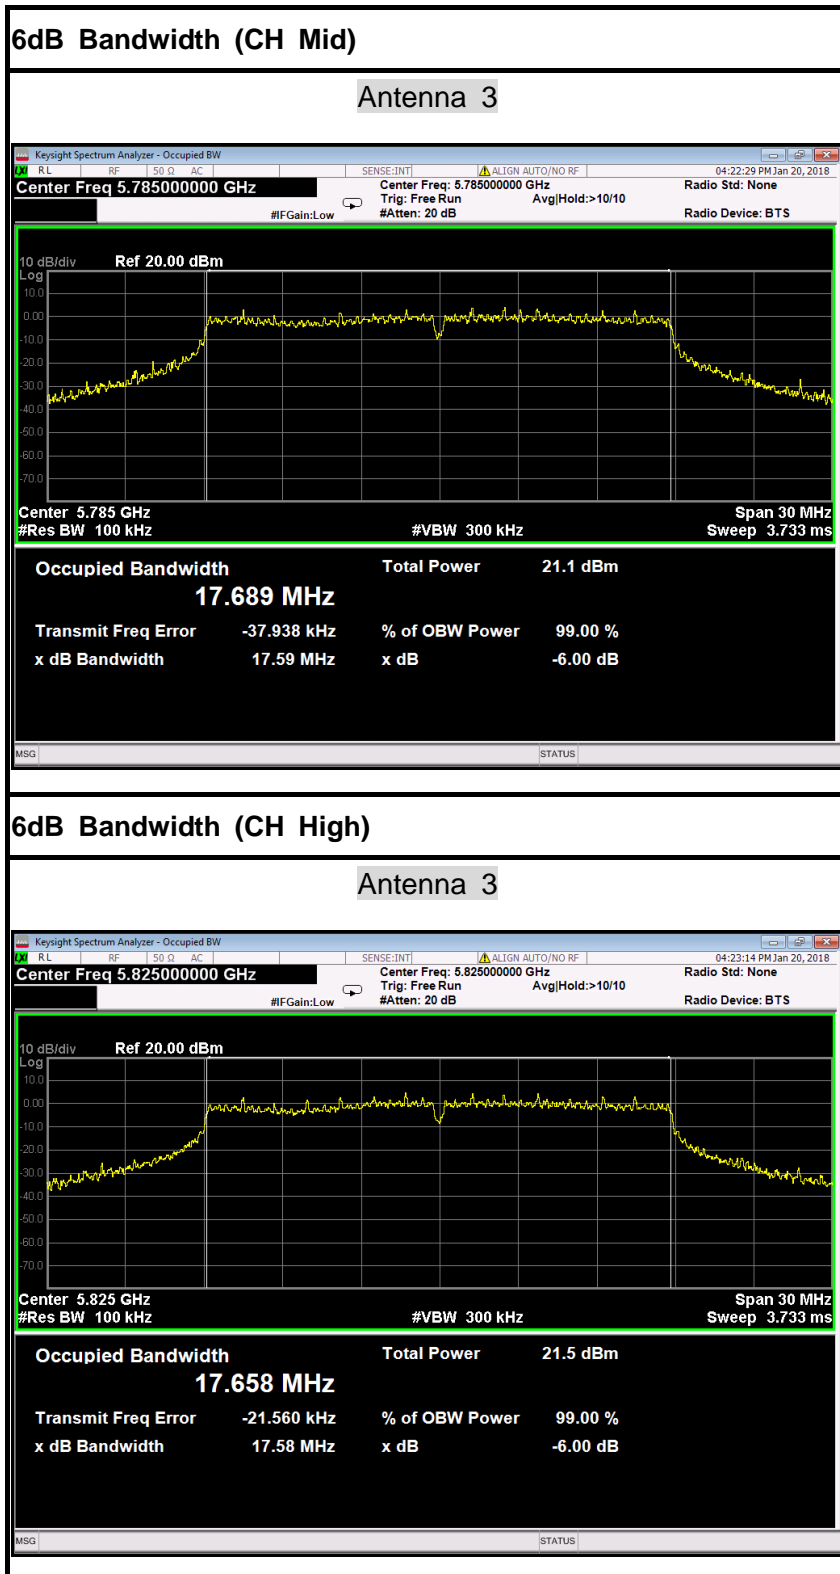 6dB Bandwidth (CH Mid)
Antenna 3
Keysight Spectrum Analyzer - Occupied BW
LXI RL RF 50 Ω AC SENSE:INT ALIGN AUTO/NO RF 04:22:29 PM Jan 20, 2018
Center Freq 5.785000000 GHz Center Freq: 5.785000000 GHz Radio Std: None
Trig: Free Run Avg|Hold:>10/10
#IFGain:Low #Atten: 20 dB Radio Device: BTS
10 dB/div Ref 20.00 dBm
Log
10.0
0.00
-10.0
-20.0
-30.0
-40.0
-50.0
-60.0
-70.0
Center 5.785 GHz Span 30 MHz
#Res BW 100 kHz #VBW 300 kHz Sweep 3.733 ms
Occupied Bandwidth Total Power 21.1 dBm
17.689 MHz
Transmit Freq Error -37.938 kHz % of OBW Power 99.00 %
x dB Bandwidth 17.59 MHz x dB -6.00 dB
MSG STATUS
6dB Bandwidth (CH High)
Antenna 3
Keysight Spectrum Analyzer - Occupied BW
LXI RL RF 50 Ω AC SENSE:INT ALIGN AUTO/NO RF 04:23:14 PM Jan 20, 2018
Center Freq 5.825000000 GHz Center Freq: 5.825000000 GHz Radio Std: None
Trig: Free Run Avg|Hold:>10/10
#IFGain:Low #Atten: 20 dB Radio Device: BTS
10 dB/div Ref 20.00 dBm
Log
10.0
0.00
-10.0
-20.0
-30.0
-40.0
-50.0
-60.0
-70.0
Center 5.825 GHz Span 30 MHz
#Res BW 100 kHz #VBW 300 kHz Sweep 3.733 ms
Occupied Bandwidth Total Power 21.5 dBm
17.658 MHz
Transmit Freq Error -21.560 kHz % of OBW Power 99.00 %
x dB Bandwidth 17.58 MHz x dB -6.00 dB
MSG STATUS